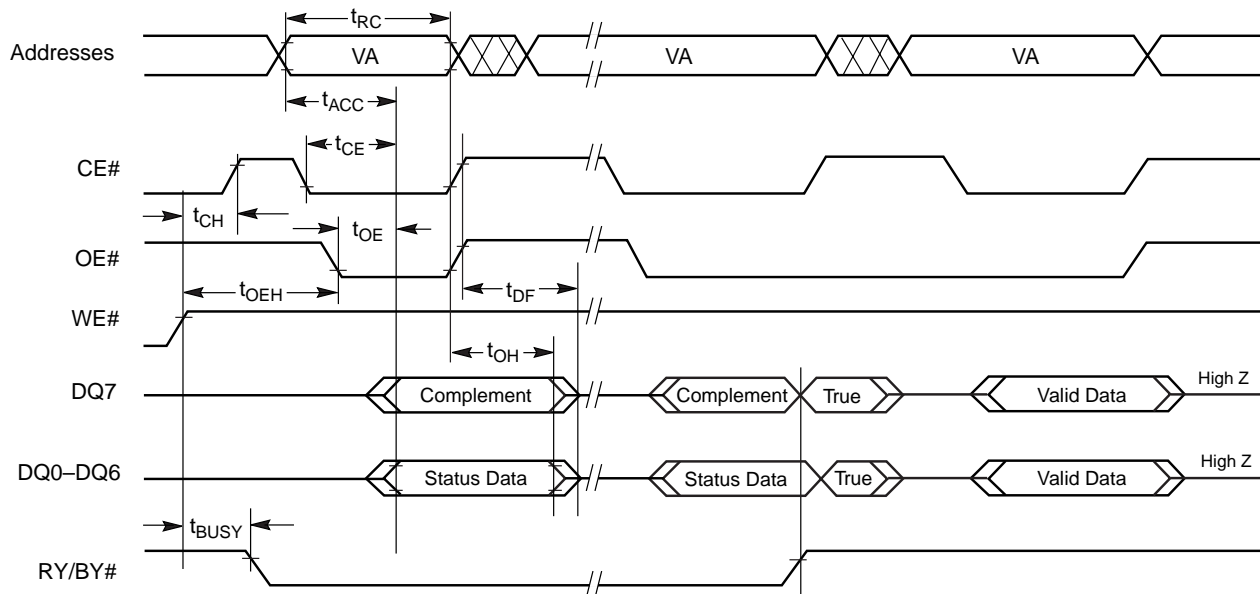 tRC
Addresses VA VA VA
tACC
tCE
CE#
tCH tOE
OE#
tOEH tDF
WE#
tOH
DQ7 Complement Complement True Valid Data High Z
DQ0–DQ6 Status Data Status Data True Valid Data High Z
tBUSY
RY/BY#